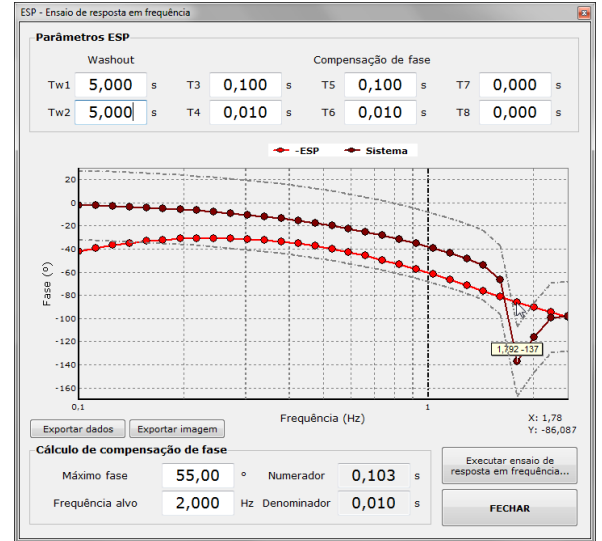 ESP - Ensaio de resposta em frequência
Parâmetros ESP
Washout Compensação de fase
Tw1 5,000 s T3 0,100 s T5 0,100 s T7 0,000 s
Tw2 5,000 s T4 0,010 s T6 0,010 s T8 0,000 s
-ESP Sistema
20
0
-20
-40
-60
-80
-100
-120
-140
-160
Fase (º)
1,792 -137
0,1 1
Frequência (Hz)
X: 1,78
Y: -86,087
Exportar dados Exportar imagem
Cálculo de compensação de fase
Máximo fase 55,00 º Numerador 0,103 s
Frequência alvo 2,000 Hz Denominador 0,010 s
Executar ensaio de
resposta em frequência...
FECHAR